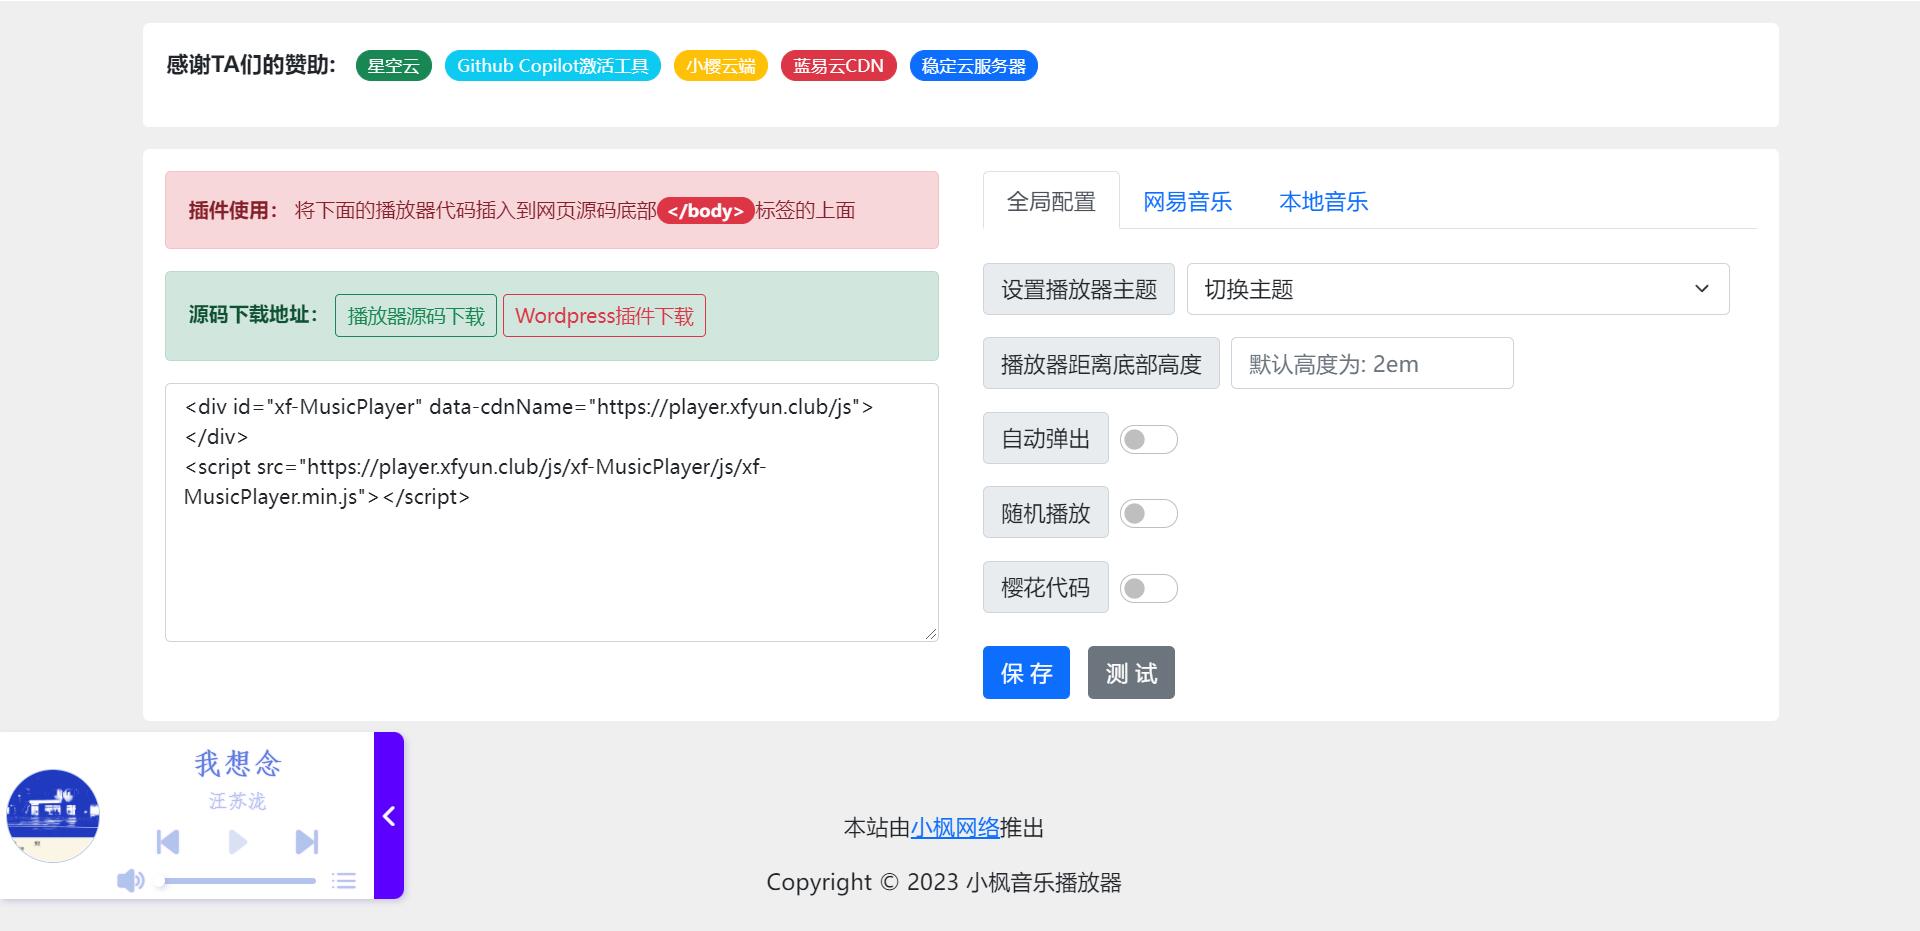 感谢TA们的赞助: 星空云 Github Copilot激活工具 小樱云端 蓝易云CDN 稳定云服务器
插件使用： 将下面的播放器代码插入到网页源码底部</body>标签的上面
源码下载地址： 播放器源码下载 Wordpress插件下载
<div id="xf-MusicPlayer" data-cdnName="https://player.xfyun.club/js">
</div>
<script src="https://player.xfyun.club/js/xf-MusicPlayer/js/xf-
MusicPlayer.min.js"></script>
全局配置 网易音乐 本地音乐
设置播放器主题 切换主题
播放器距离底部高度 默认高度为: 2em
自动弹出
随机播放
樱花代码
保 存 测 试
我想念
汪苏泷
本站由小枫网络推出
Copyright © 2023 小枫音乐播放器